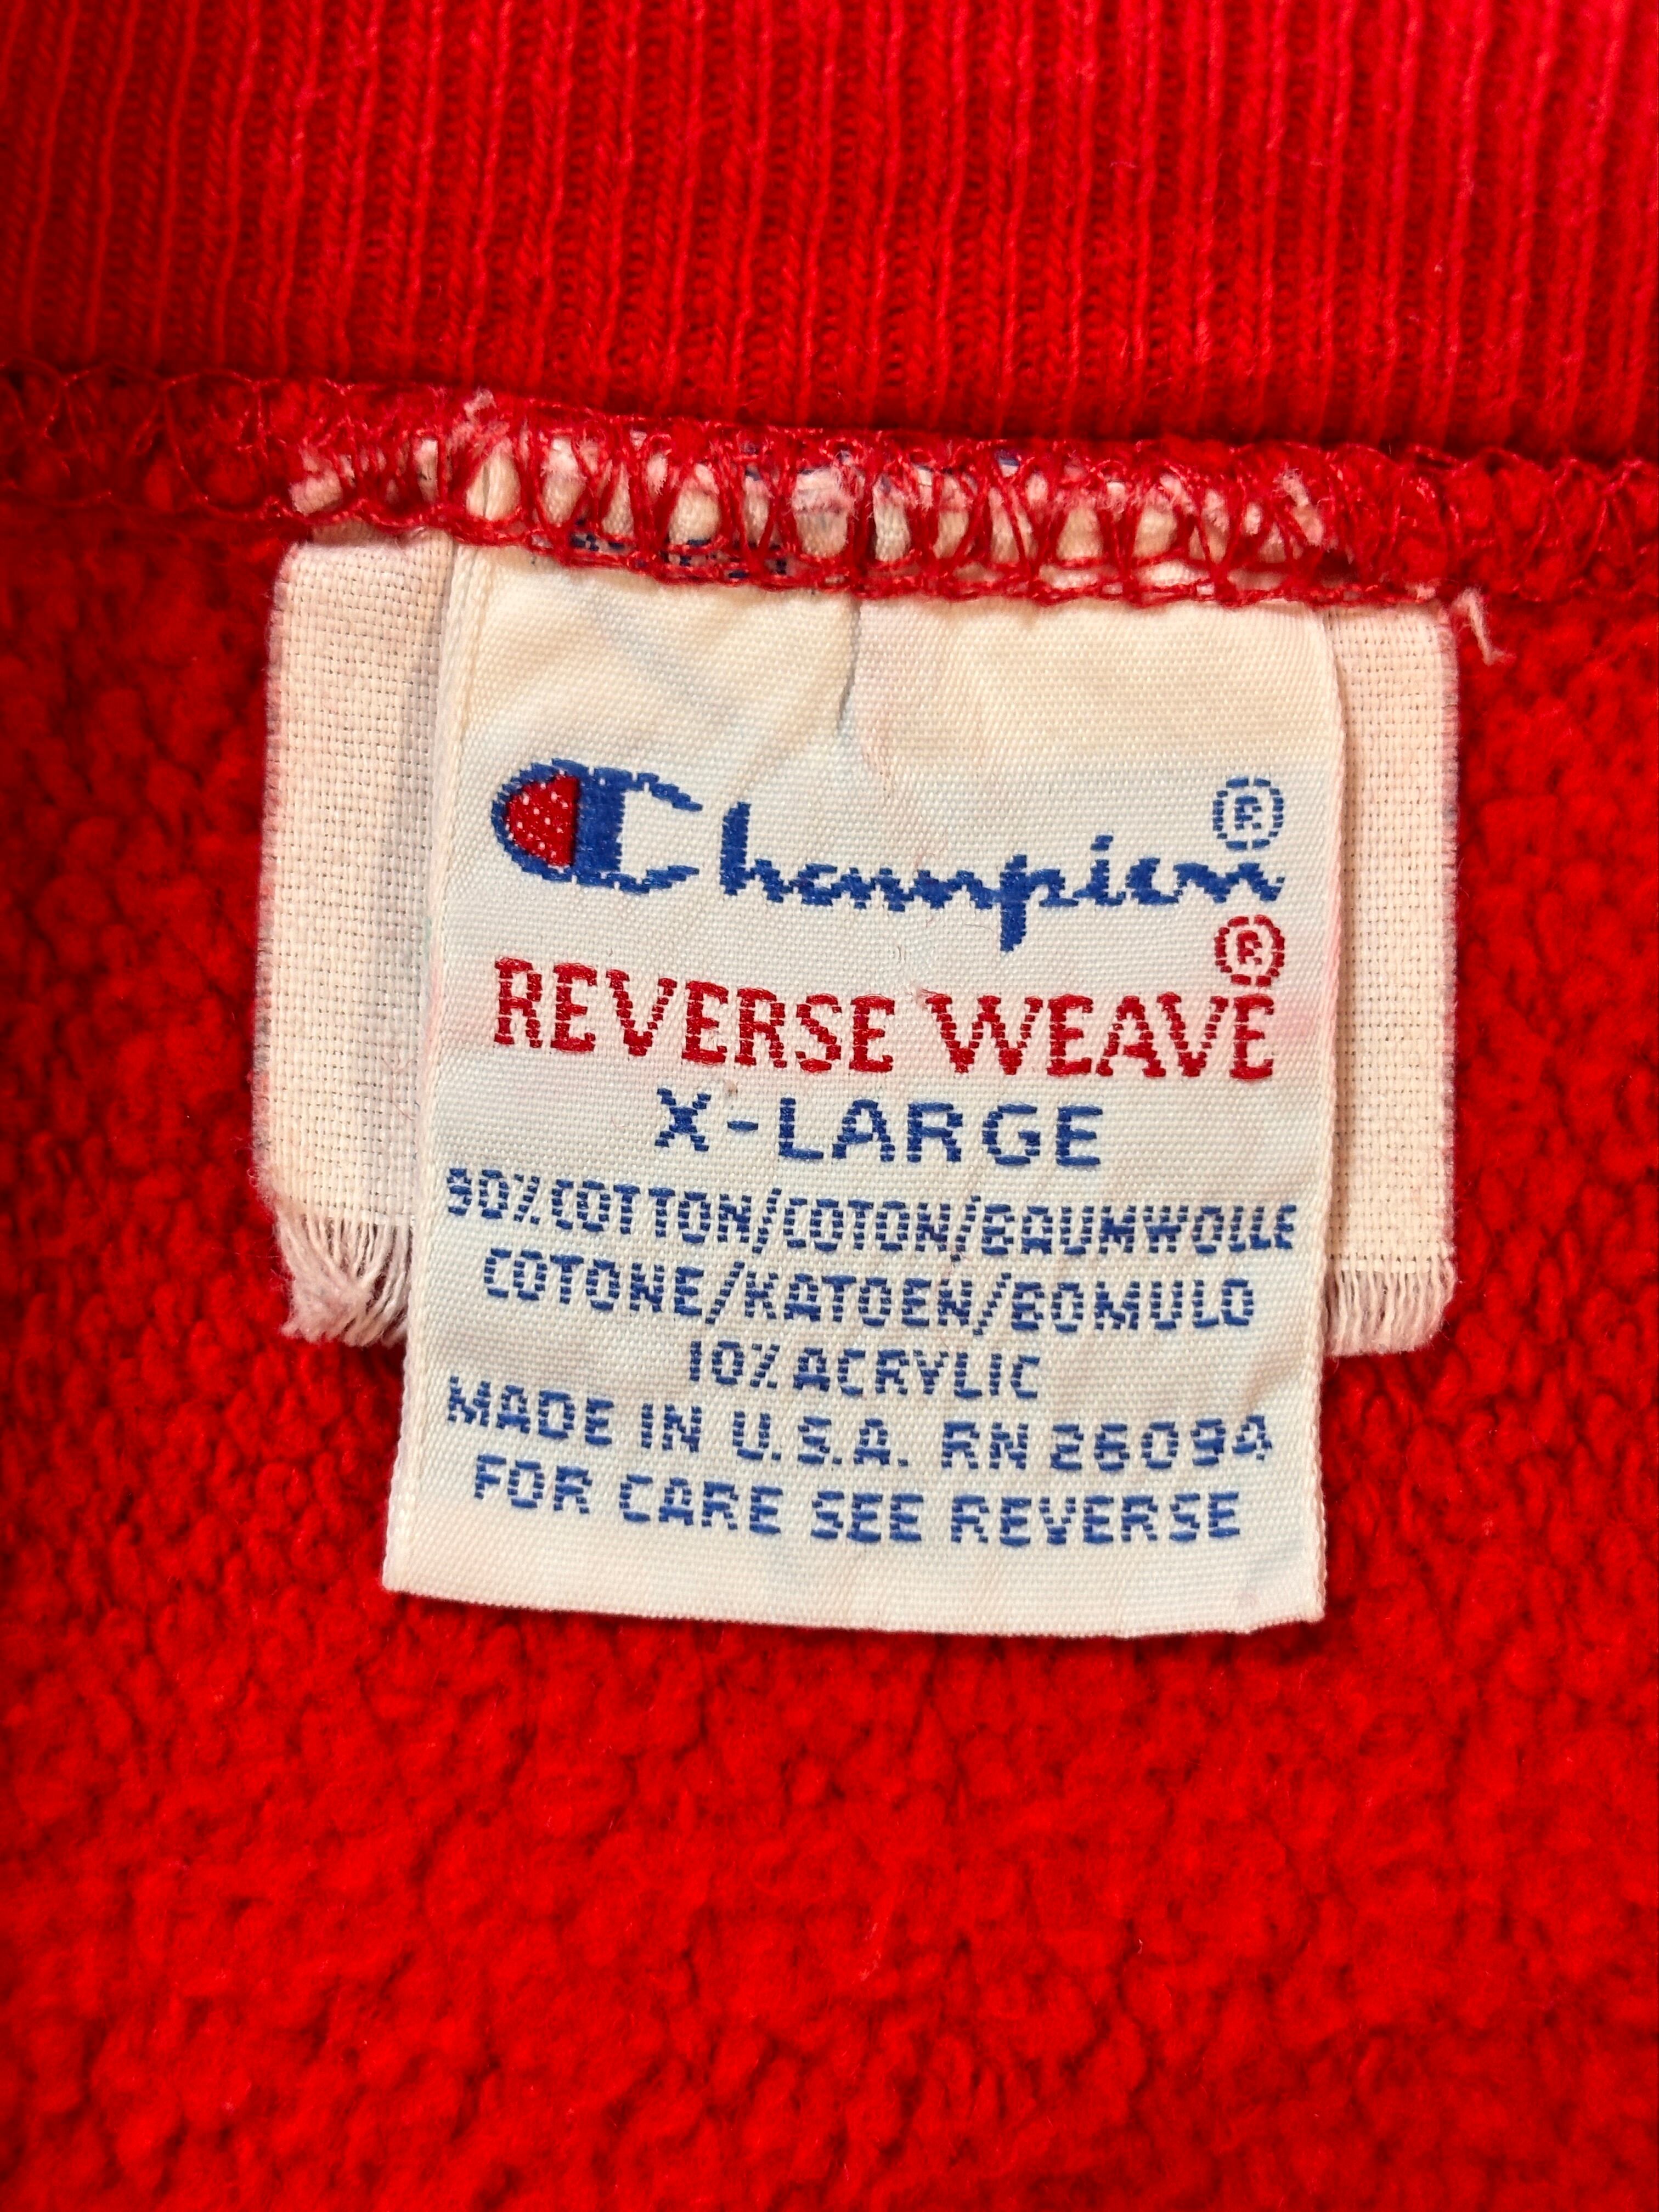 Champion®
REVERSE WEAVE®
X-LARGE
90% COTTON/COTON/BAUMWOLLE
COTONE/KATOEN/BOMULD
10% ACRYLIC
MADE IN U.S.A. RN 26094
FOR CARE SEE REVERSE